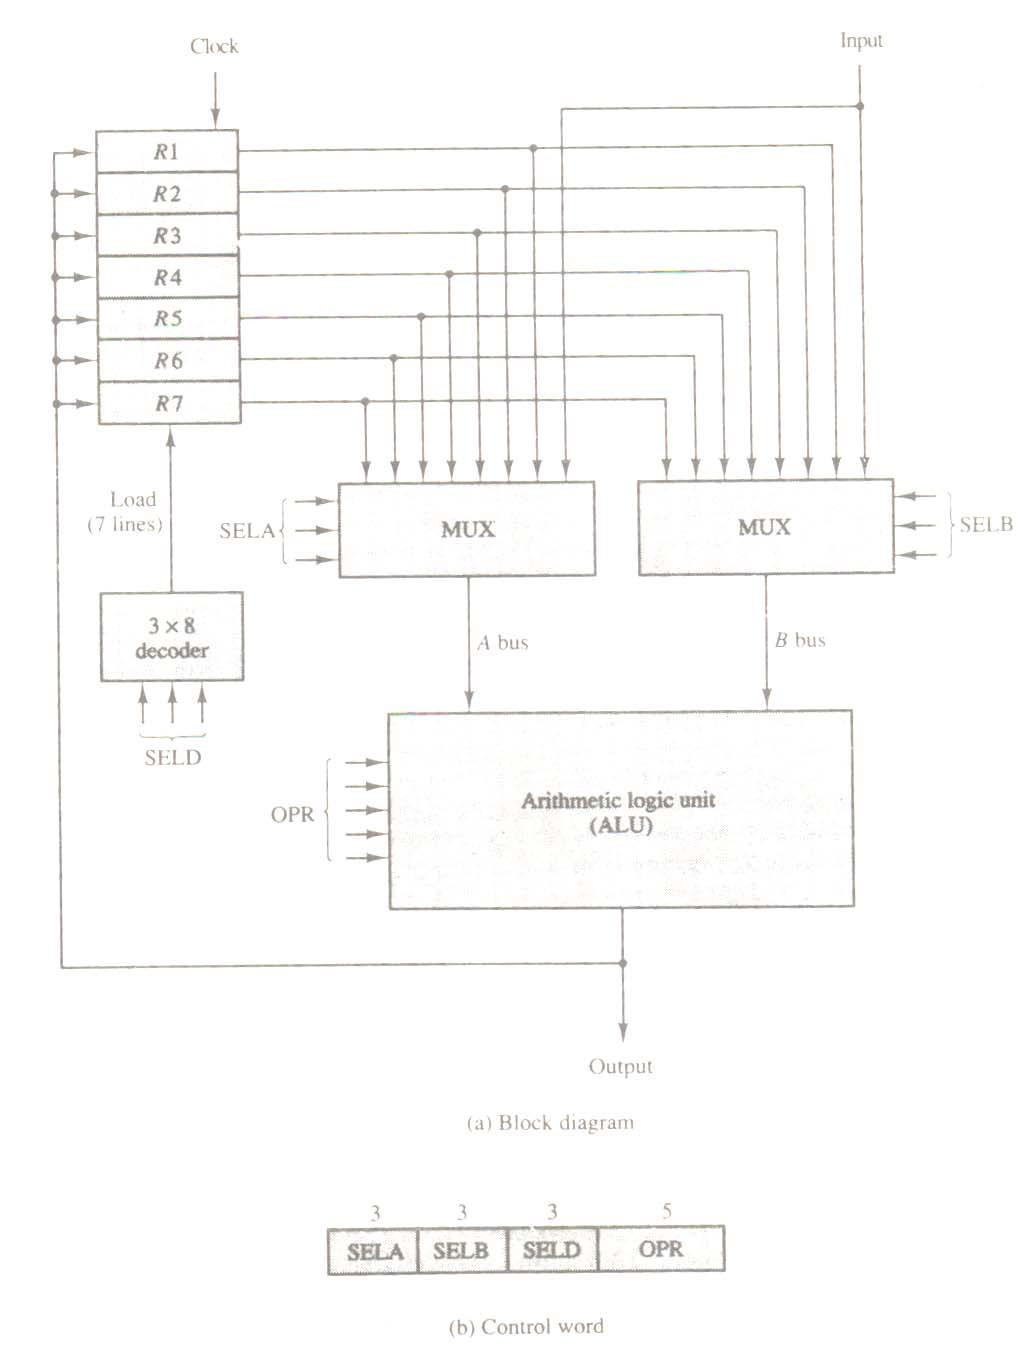 Clock
Input
R1
R2
R3
R4
R5
R6
R7
Load
(7 lines)
SELA
MUX
MUX
SELB
3 × 8
decoder
A bus
B bus
SELD
OPR
Arithmetic logic unit
(ALU)
Output
(a) Block diagram
3 3 3 5
SELA SELB SELD OPR
(b) Control word